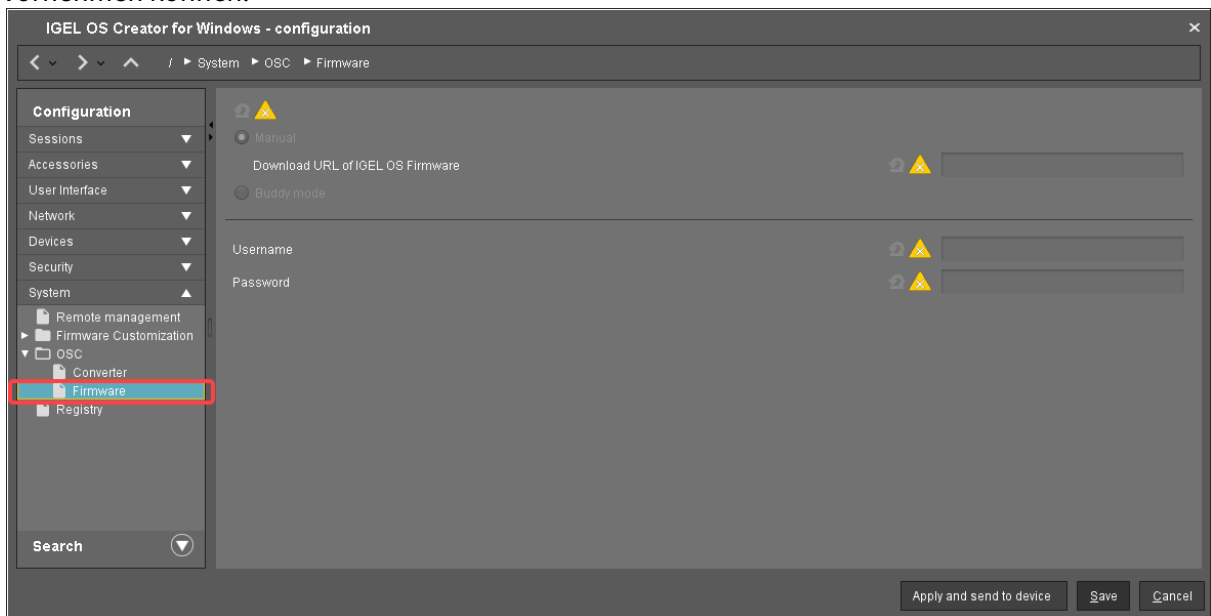 IGEL OS Creator for Windows - configuration
/ System OSC Firmware
Configuration
Sessions
Accessories
User Interface
Network
Devices
Security
System
Remote management
Firmware Customization
OSC
Converter
Firmware
Registry
Search
Manual
Download URL of IGEL OS Firmware
Buddy mode
Username
Password
Apply and send to device Save Cancel